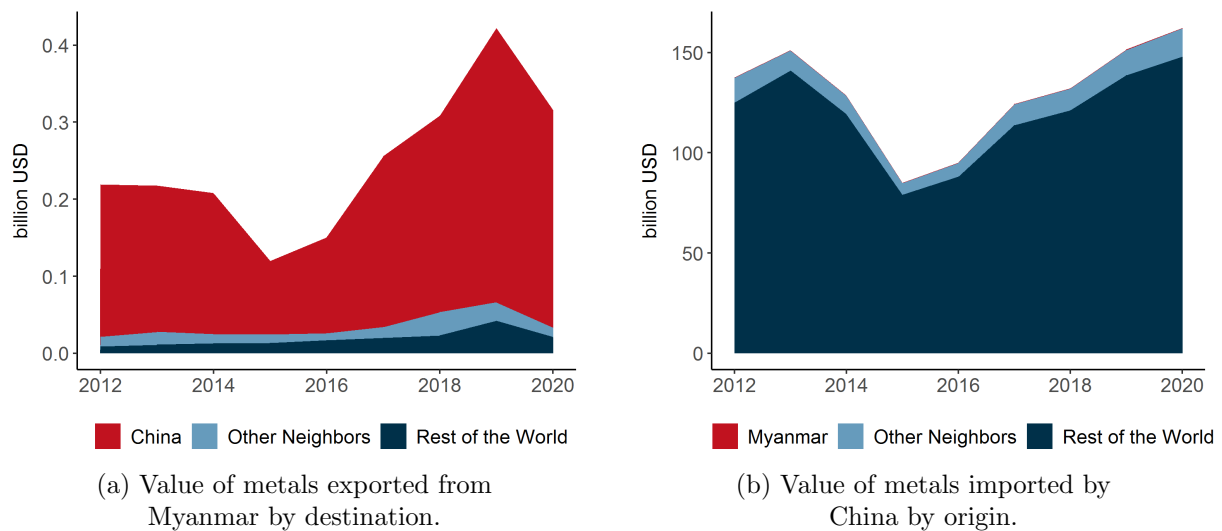 billion USD
0.4
0.3
0.2
0.1
0.0
2012 2014 2016 2018 2020
China Other Neighbors Rest of the World
(a) Value of metals exported from
Myanmar by destination.
billion USD
150
100
50
0
2012 2014 2016 2018 2020
Myanmar Other Neighbors Rest of the World
(b) Value of metals imported by
China by origin.